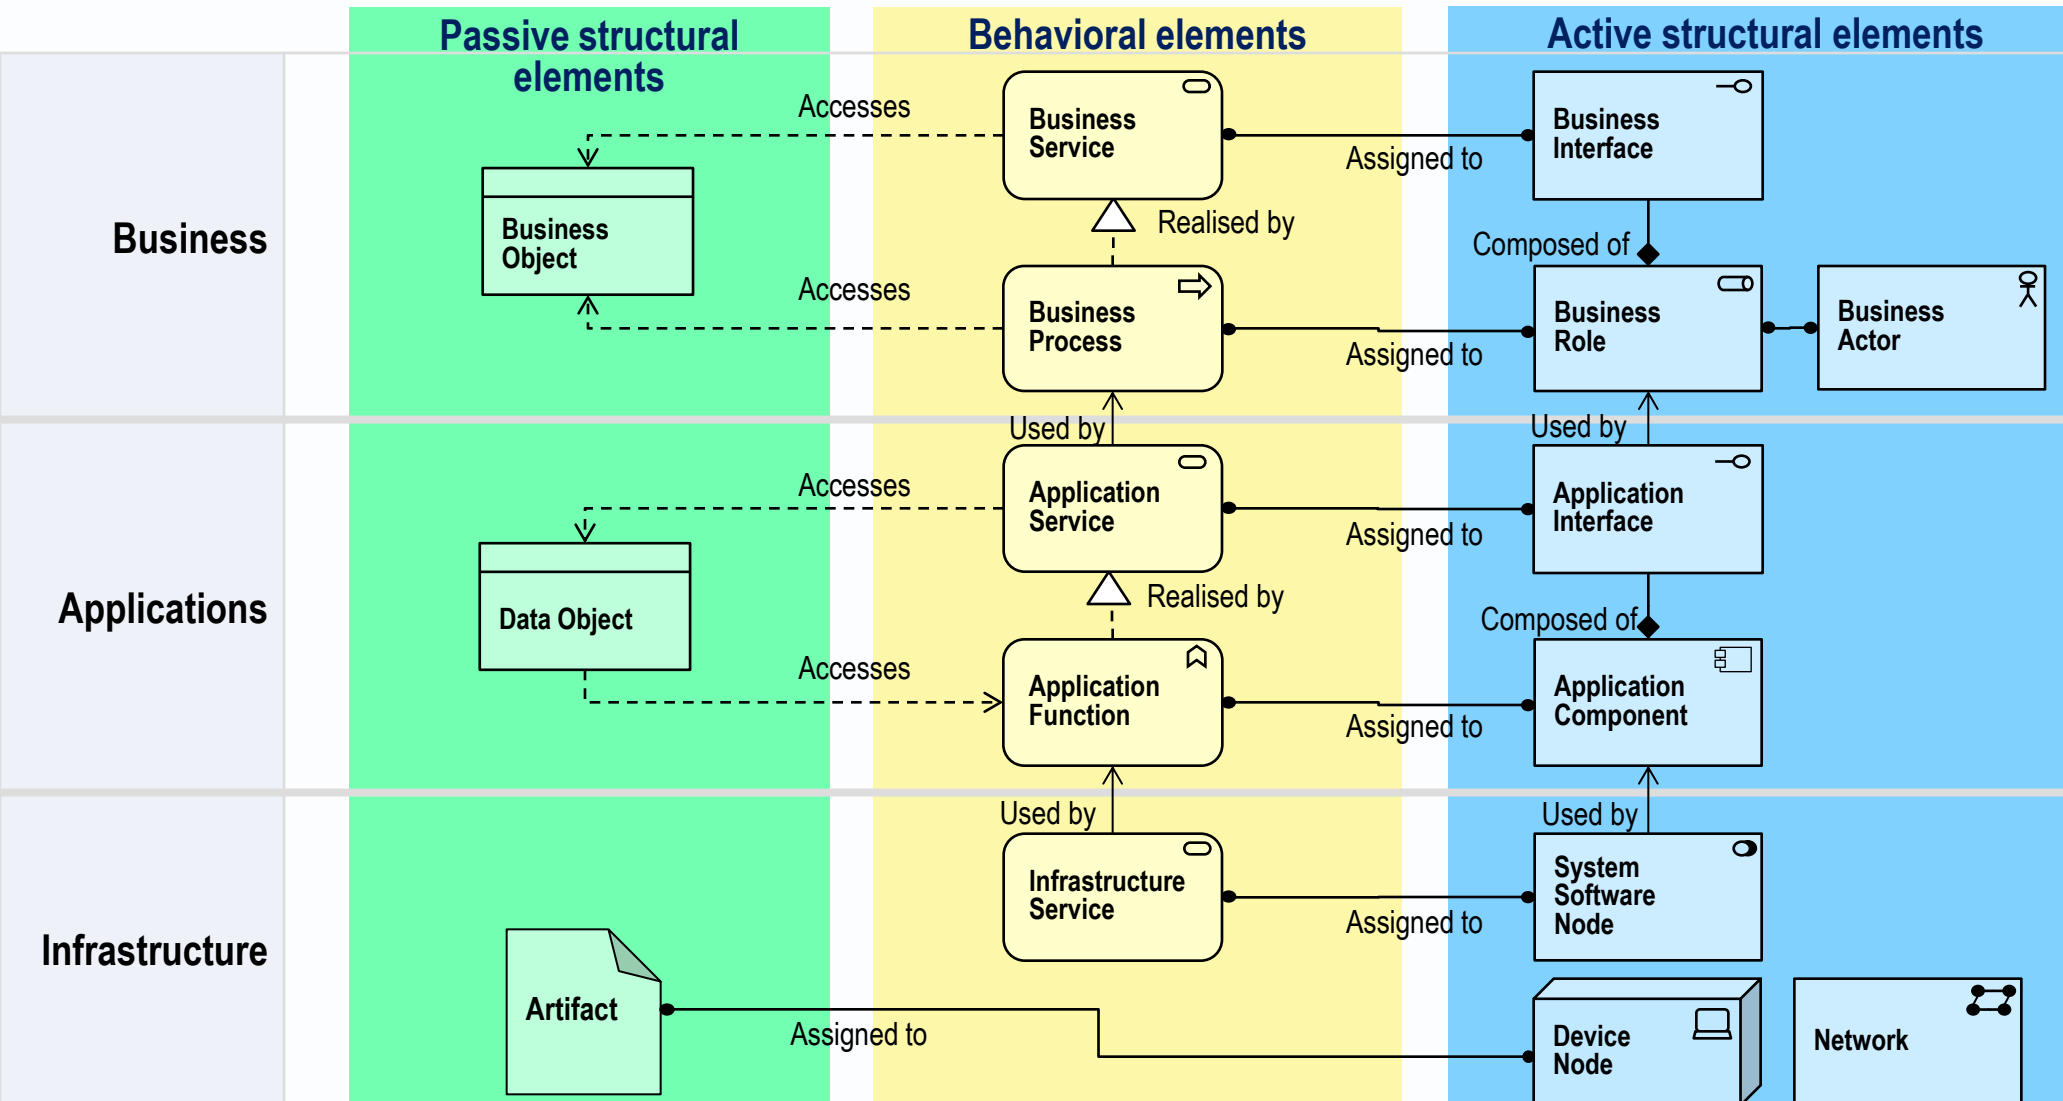 Passive structural
elements
Behavioral elements
Active structural elements
Business
Accesses
Business
Object
Accesses
Business
Service
Assigned to
Business
Interface
Realised by
Composed of
Business
Process
Assigned to
Business
Role
Business
Actor
Used by
Used by
Applications
Accesses
Data Object
Accesses
Application
Service
Assigned to
Application
Interface
Realised by
Composed of
Application
Function
Assigned to
Application
Component
Used by
Used by
Infrastructure
Infrastructure
Service
Assigned to
System
Software
Node
Artifact
Assigned to
Device
Node
Network